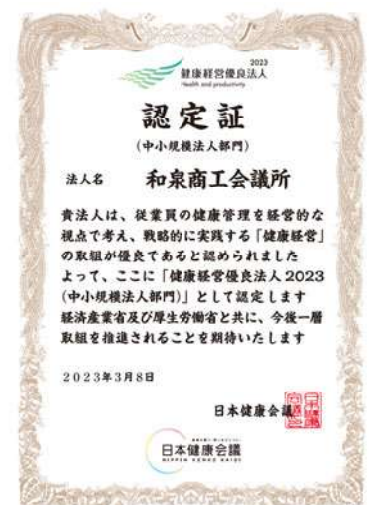 2023
健康経営優良法人
Health and productivity
認定証
(中小規模法人部門)
法人名 和泉商工会議所
貴法人は、従業員の健康管理を経営的な
視点で考え、戦略的に実践する「健康経営」
の取組が優良であると認められました
よって、ここに「健康経営優良法人2023
(中小規模法人部門)」として認定します
経済産業省及び厚生労働省と共に、今後一層
取組を推進されることを期待いたします
2023年3月8日
日本健康会議
日本健康会議
NIPPON KENKO KAIGI